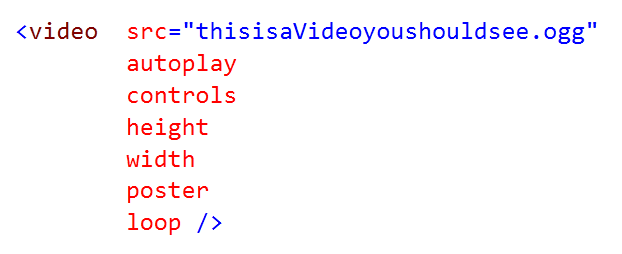 <video src="thisisaVideoyoushouldsee.ogg"
autoplay
controls
height
width
poster
loop />